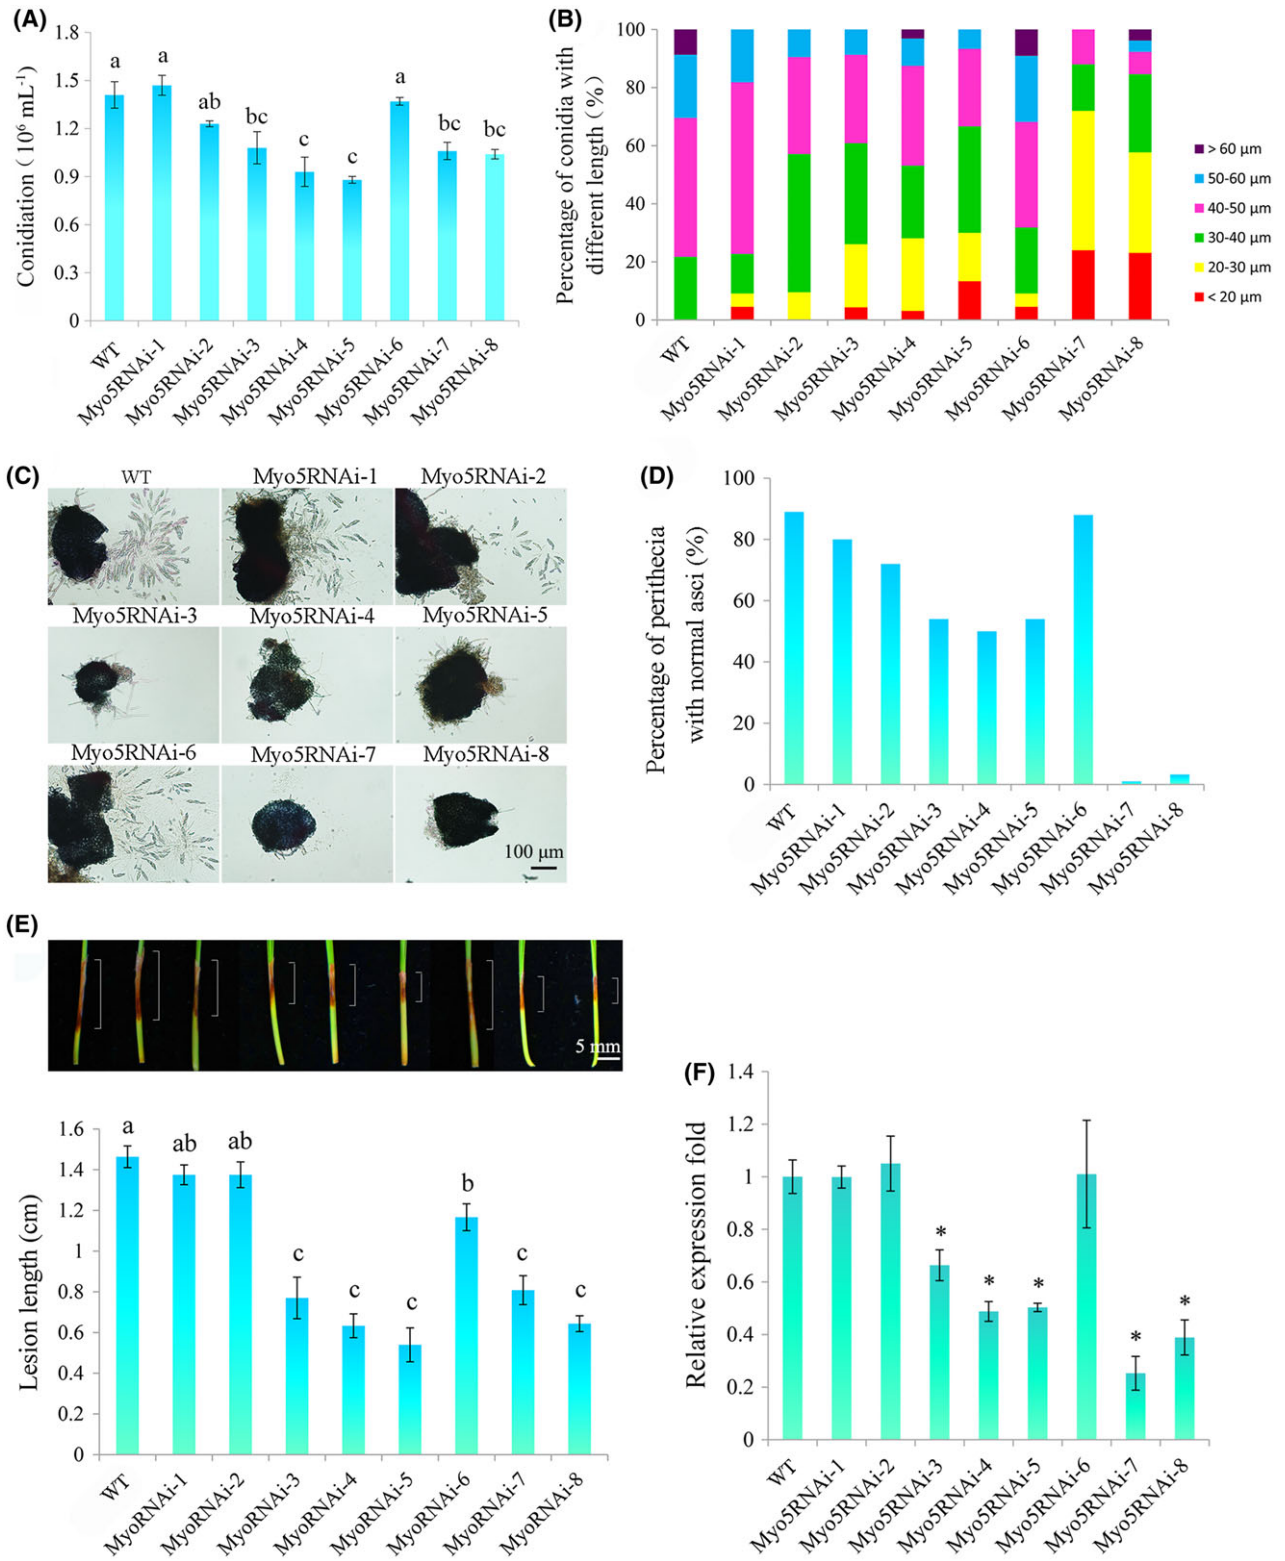 (A)
Conidiation (10⁶ mL⁻¹)
1.8
1.5
1.2
0.9
0.6
0.3
0
a
a
ab
bc
c
c
a
bc
bc
WT
Myo5RNAi-1
Myo5RNAi-2
Myo5RNAi-3
Myo5RNAi-4
Myo5RNAi-5
Myo5RNAi-6
Myo5RNAi-7
Myo5RNAi-8
(B)
Percentage of conidia with
different length (%)
100
80
60
40
20
0
WT
Myo5RNAi-1
Myo5RNAi-2
Myo5RNAi-3
Myo5RNAi-4
Myo5RNAi-5
Myo5RNAi-6
Myo5RNAi-7
Myo5RNAi-8
> 60 μm
50-60 μm
40-50 μm
30-40 μm
20-30 μm
< 20 μm
(C)
WT
Myo5RNAi-1
Myo5RNAi-2
Myo5RNAi-3
Myo5RNAi-4
Myo5RNAi-5
Myo5RNAi-6
Myo5RNAi-7
Myo5RNAi-8
100 μm
(D)
Percentage of perithecia
with normal asci (%)
100
80
60
40
20
0
WT
Myo5RNAi-1
Myo5RNAi-2
Myo5RNAi-3
Myo5RNAi-4
Myo5RNAi-5
Myo5RNAi-6
Myo5RNAi-7
Myo5RNAi-8
(E)
5 mm
Lesion length (cm)
1.6
1.4
1.2
1
0.8
0.6
0.4
0.2
0
a
ab
ab
c
c
c
b
c
c
WT
MyoRNAi-1
MyoRNAi-2
MyoRNAi-3
MyoRNAi-4
MyoRNAi-5
MyoRNAi-6
MyoRNAi-7
MyoRNAi-8
(F)
Relative expression fold
1.4
1.2
1
0.8
0.6
0.4
0.2
0
*
*
*
*
*
WT
Myo5RNAi-1
Myo5RNAi-2
Myo5RNAi-3
Myo5RNAi-4
Myo5RNAi-5
Myo5RNAi-6
Myo5RNAi-7
Myo5RNAi-8